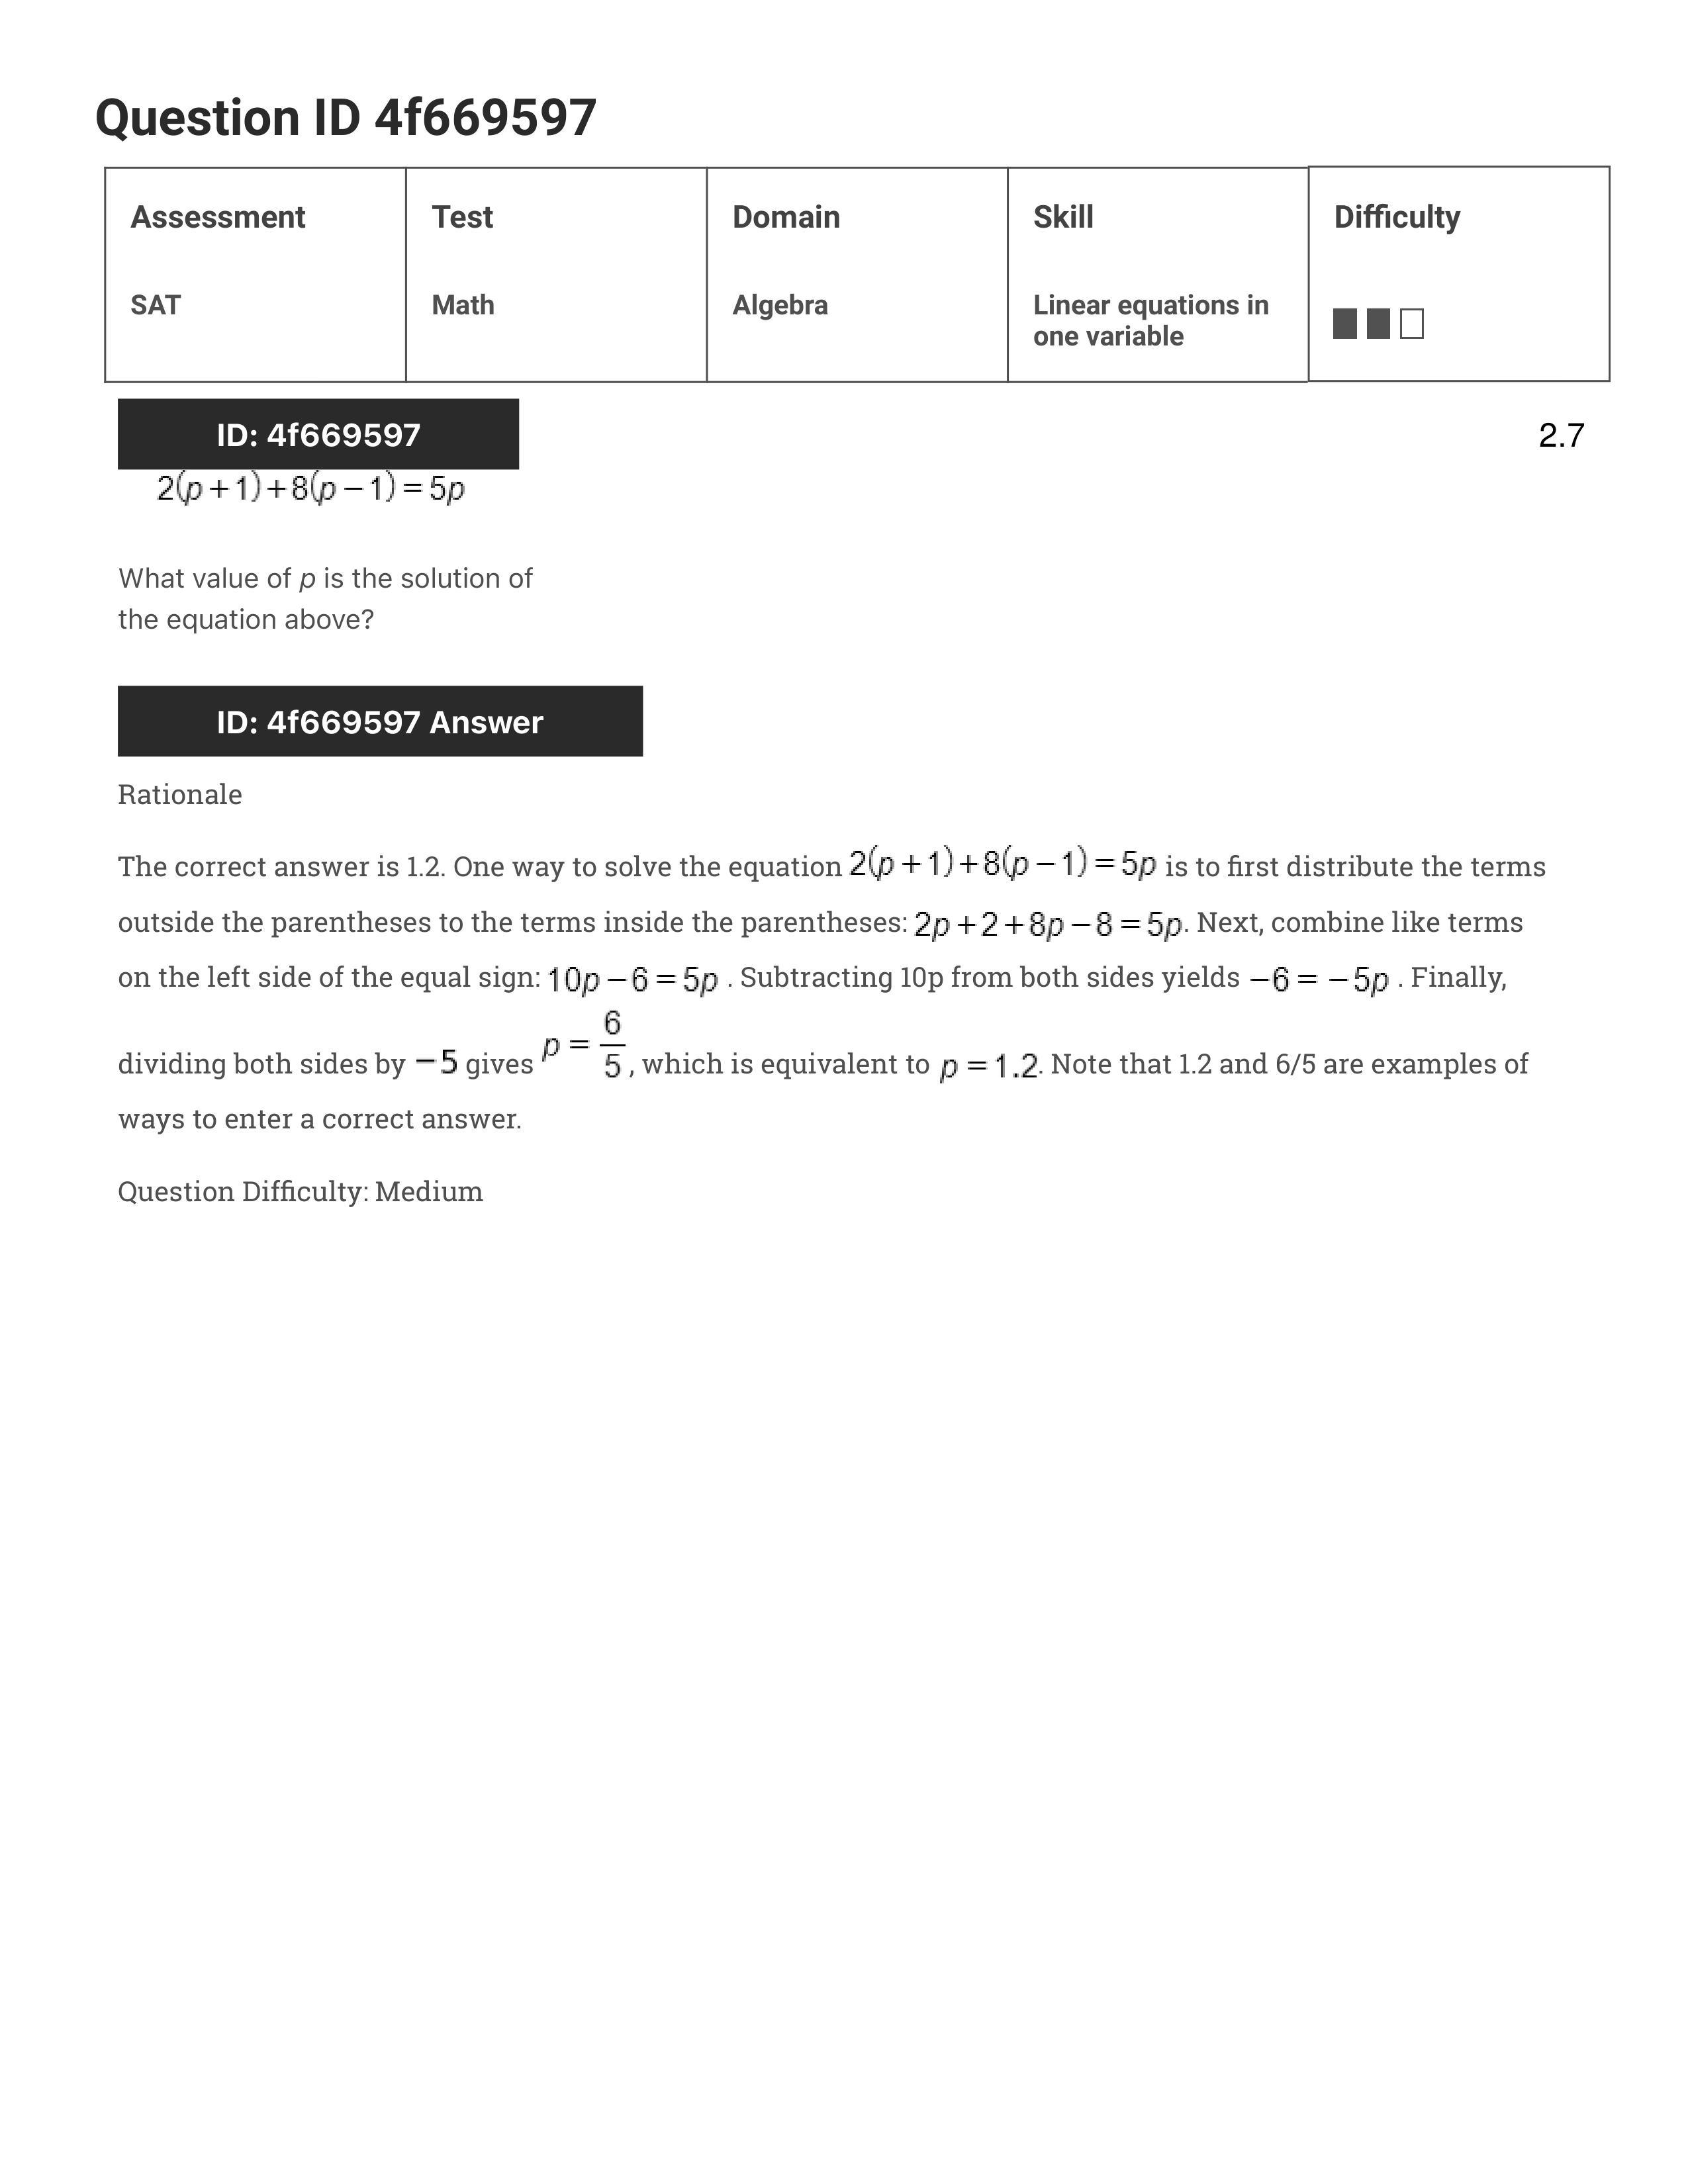 Question ID 4f669597
Assessment Test Domain Skill Difficulty
SAT Math Algebra Linear equations in
one variable
ID: 4f669597 2.7
2(p+1)+8(p−1)=5p
What value of p is the solution of
the equation above?
ID: 4f669597 Answer
Rationale
The correct answer is 1.2. One way to solve the equation 2(p+1)+8(p−1)=5p is to first distribute the terms
outside the parentheses to the terms inside the parentheses: 2p+2+8p−8=5p. Next, combine like terms
on the left side of the equal sign: 10p−6=5p . Subtracting 10p from both sides yields −6=−5p . Finally,
dividing both sides by −5 gives p = 6/5, which is equivalent to p=1.2. Note that 1.2 and 6/5 are examples of
ways to enter a correct answer.
Question Difficulty: Medium